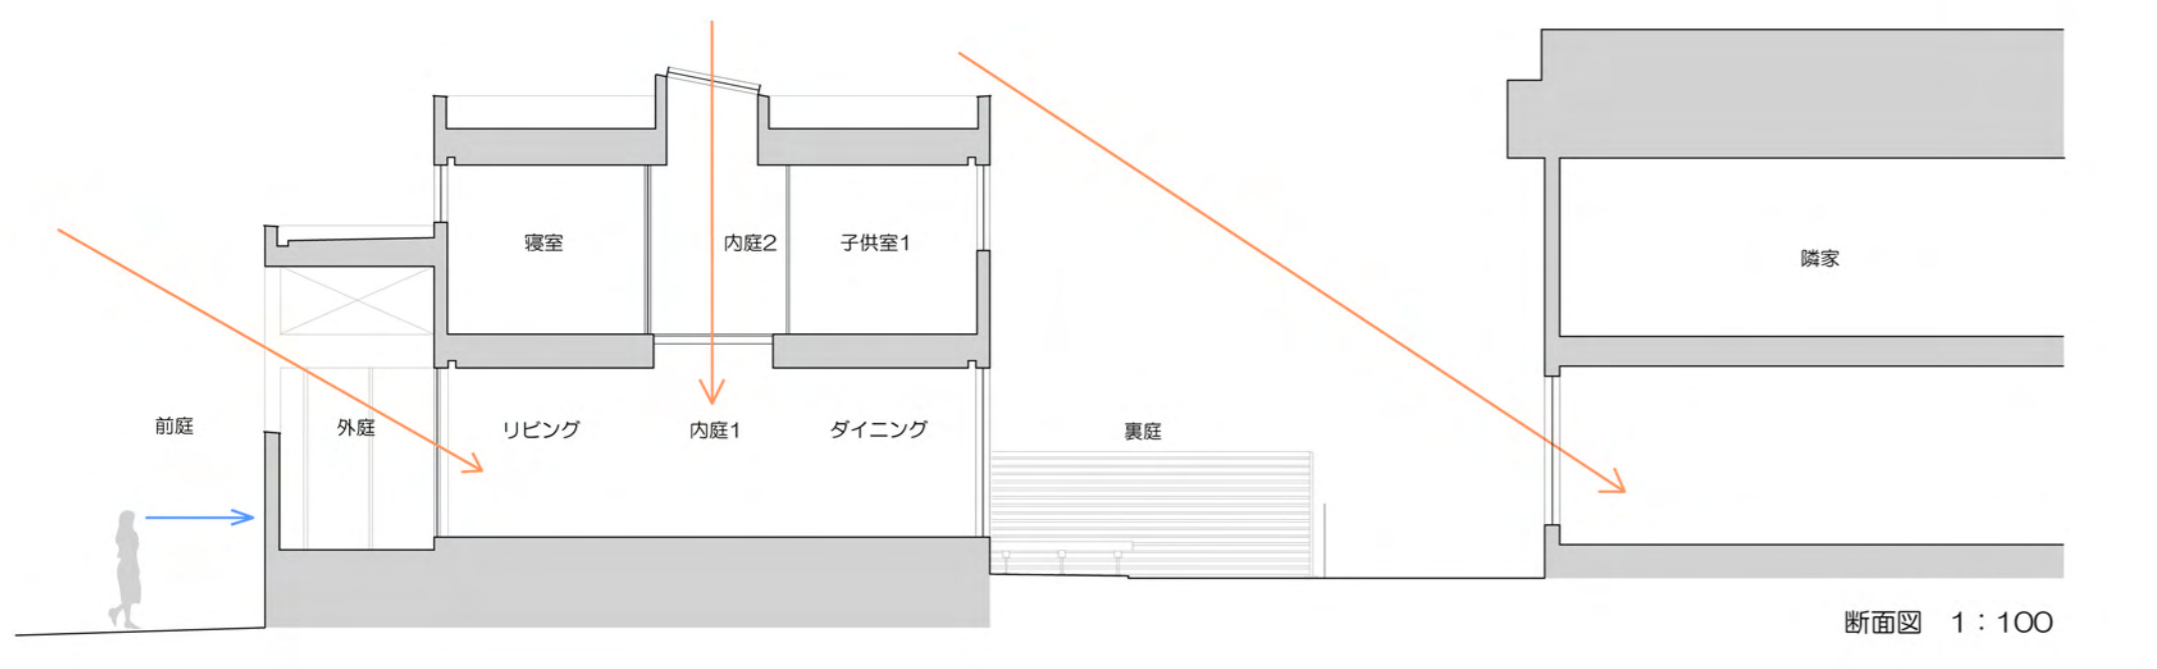 寝室
内庭2
子供室1
隣家
前庭
外庭
リビング
内庭1
ダイニング
裏庭
断面図 1:100